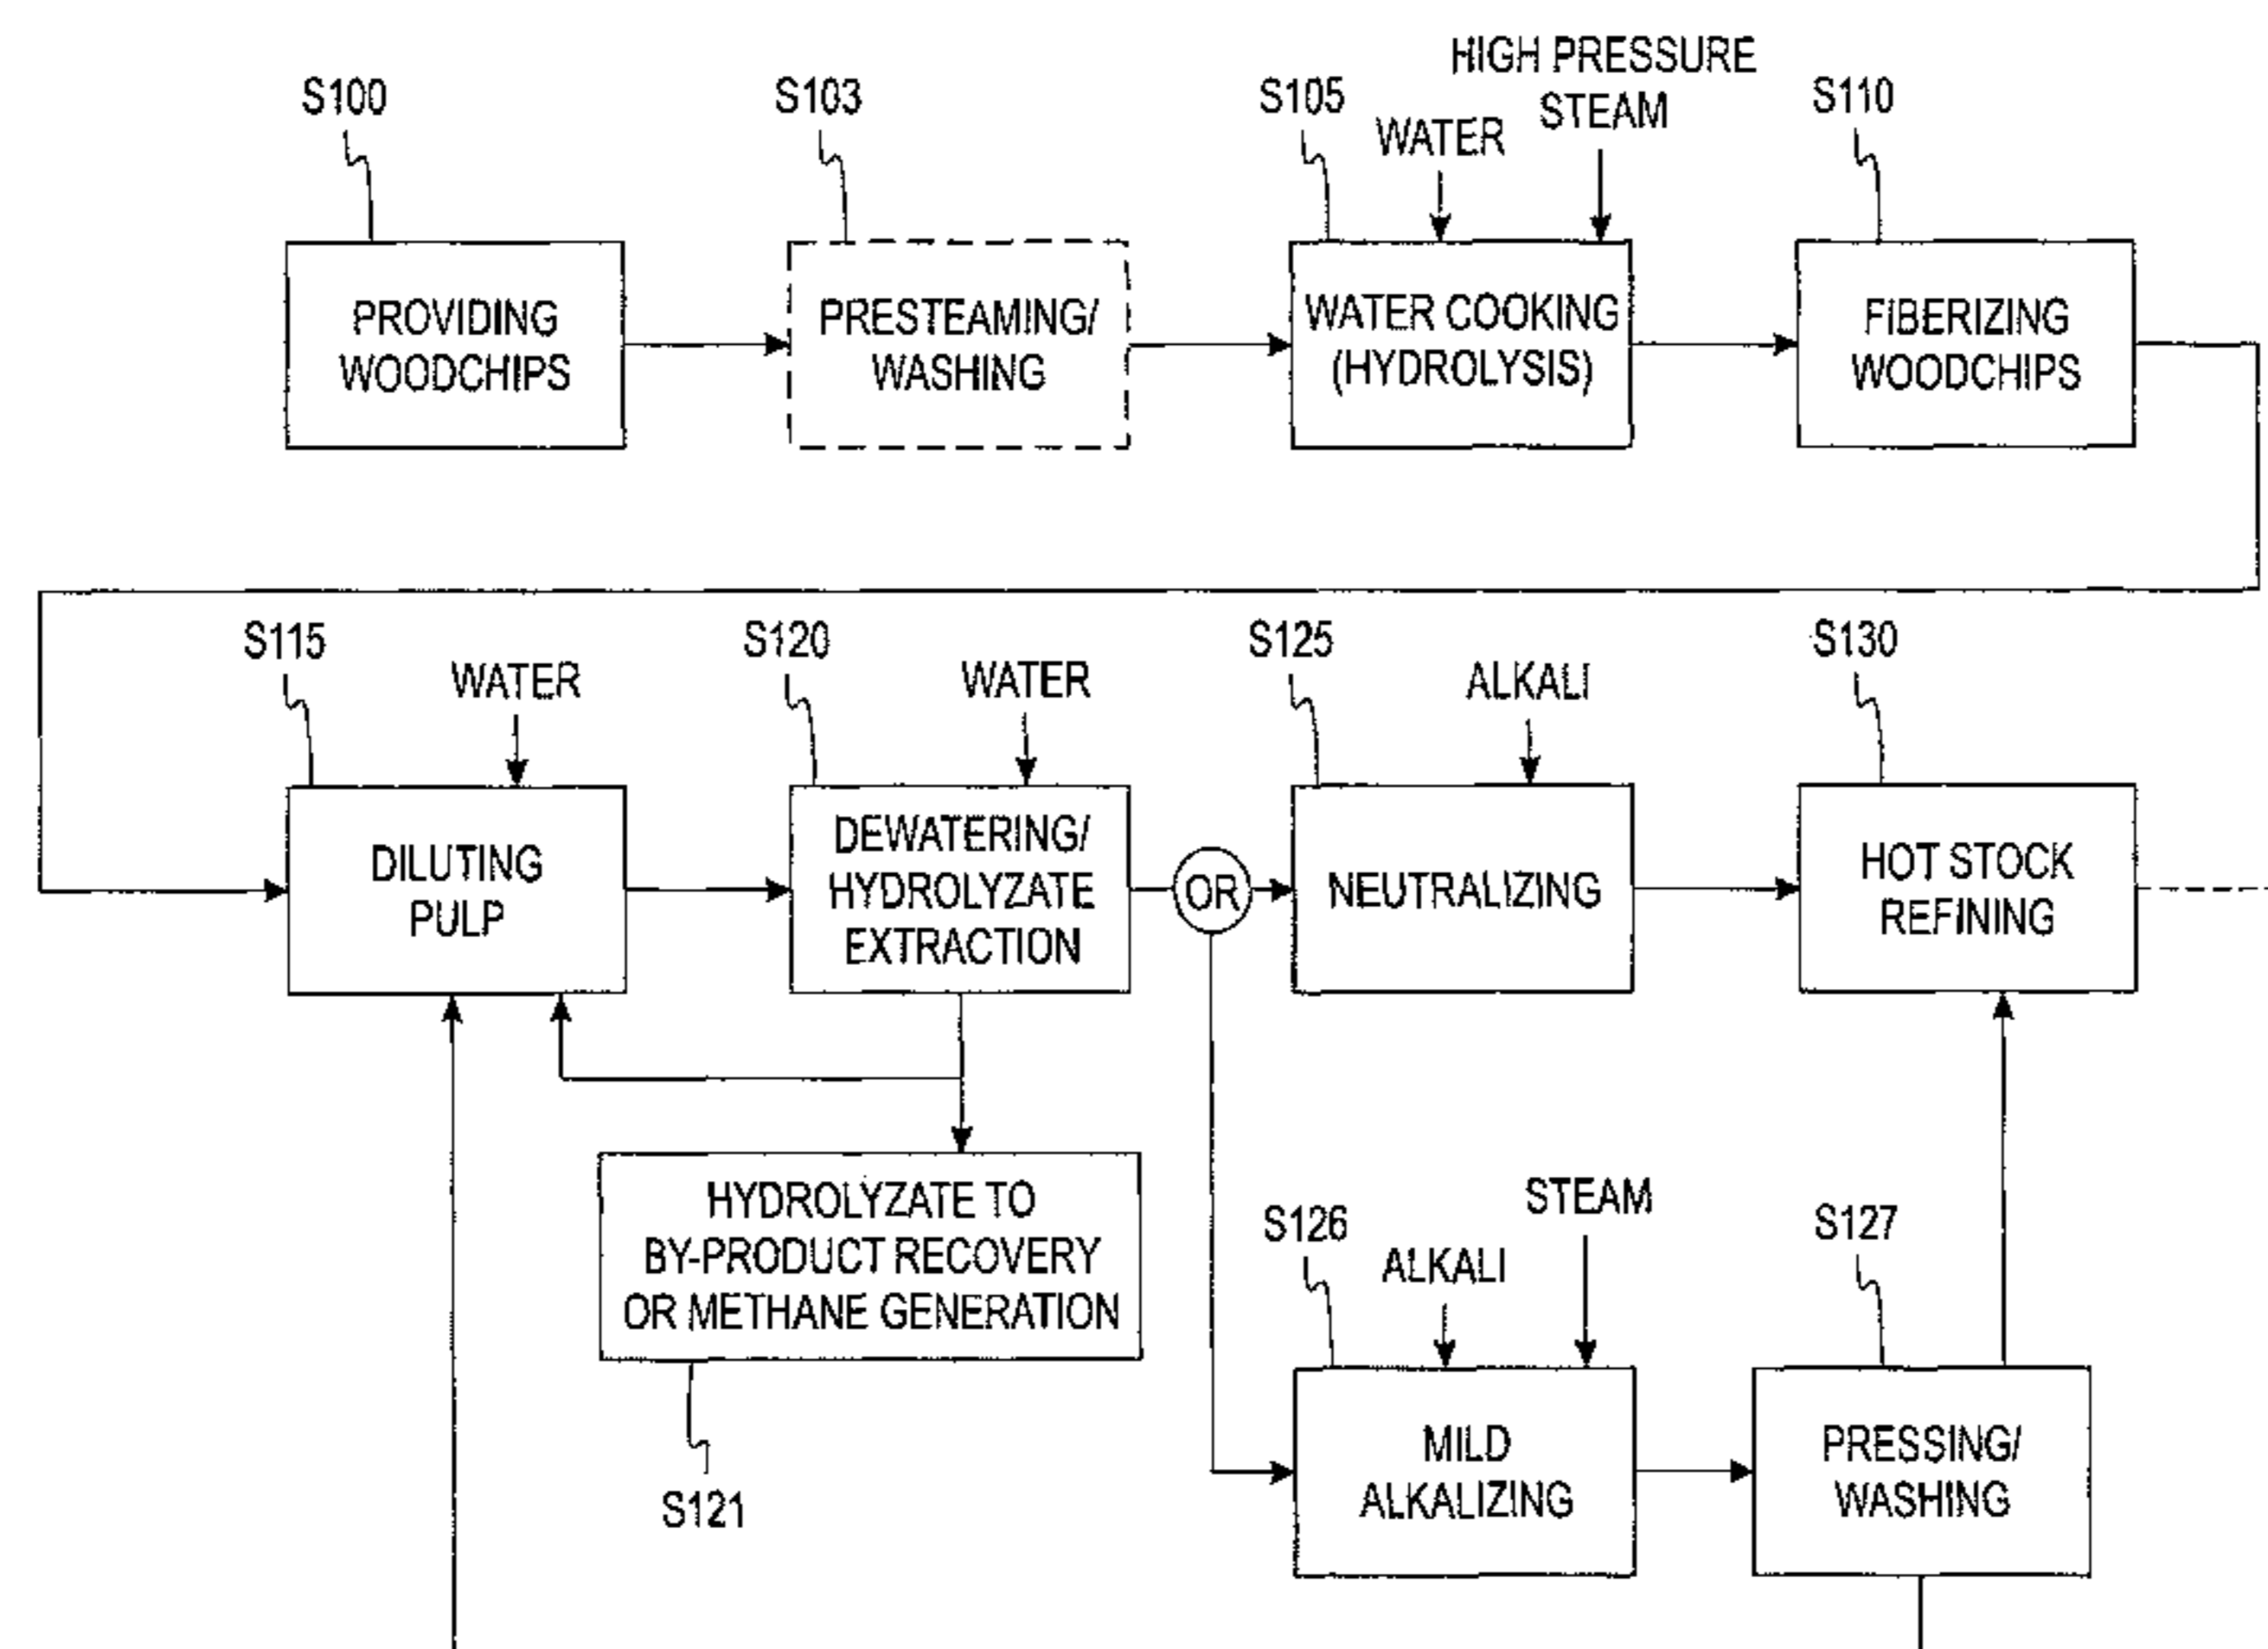 S100
S103
S105
WATER
HIGH PRESSURE
STEAM
S110
PROVIDING
WOODCHIPS
PRESTEAMING/
WASHING
WATER COOKING
(HYDROLYSIS)
FIBERIZING
WOODCHIPS
S115
WATER
S120
WATER
S125
ALKALI
S130
DILUTING
PULP
DEWATERING/
HYDROLYZATE
EXTRACTION
OR
NEUTRALIZING
HOT STOCK
REFINING
HYDROLYZATE TO
BY-PRODUCT RECOVERY
OR METHANE GENERATION
S121
S126
ALKALI
STEAM
S127
MILD
ALKALIZING
PRESSING/
WASHING